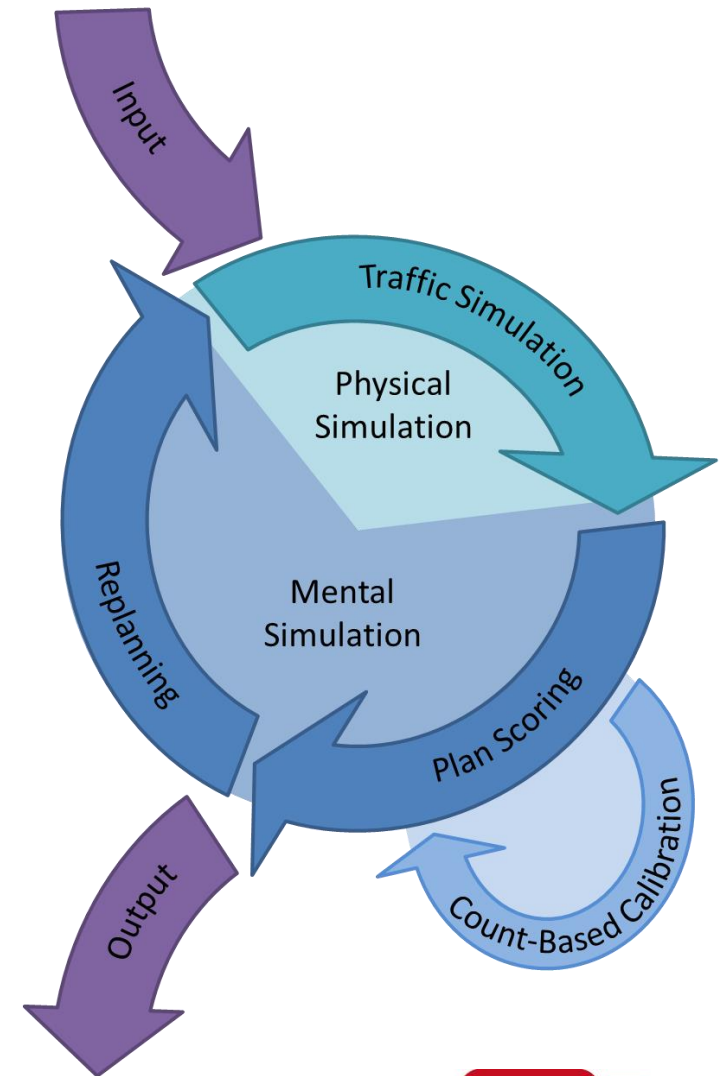 Input
Traffic Simulation
Physical
Simulation
Mental
Simulation
Replanning
Plan Scoring
Count-Based Calibration
Output